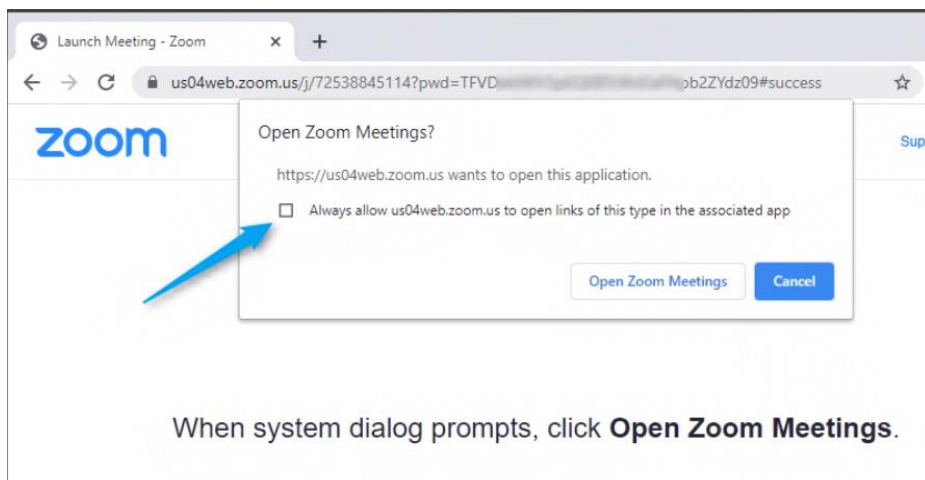 Launch Meeting - Zoom
us04web.zoom.us/j/72538845114?pwd=TFVD ob2ZYdz09#success
zoom
Open Zoom Meetings?
https://us04web.zoom.us wants to open this application.
Always allow us04web.zoom.us to open links of this type in the associated app
Open Zoom Meetings
Cancel
Sup
When system dialog prompts, click Open Zoom Meetings.